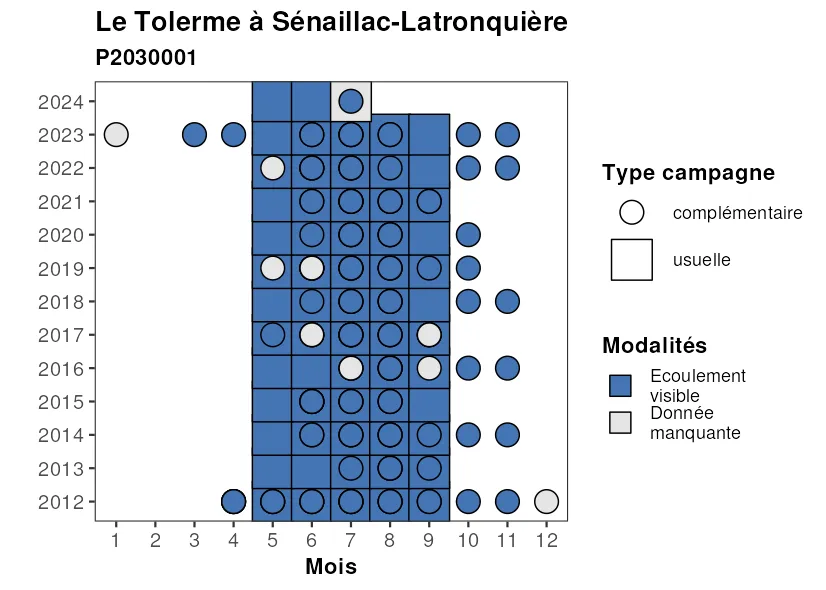 Le Tolerme à Sénaillac-Latronquière
P2030001
2024
2023
2022
2021
2020
2019
2018
2017
2016
2015
2014
2013
2012
1 2 3 4 5 6 7 8 9 10 11 12
Mois
Type campagne
complémentaire
usuelle
Modalités
Ecoulement
visible
Donnée
manquante